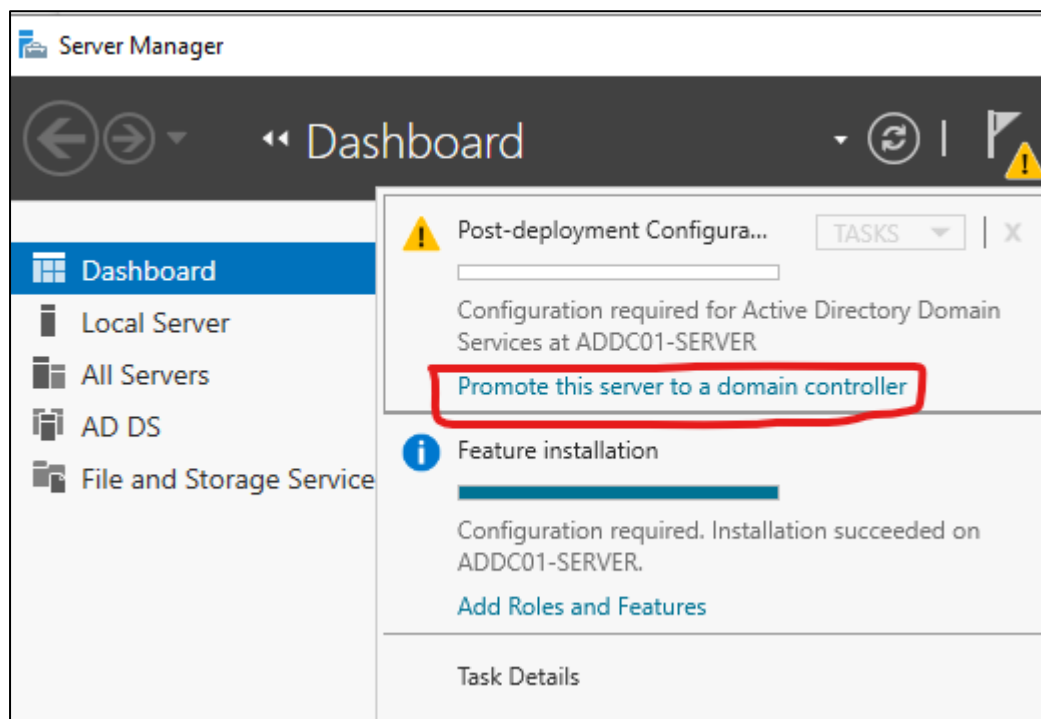 Server Manager
Dashboard
Post-deployment Configura...
TASKS
Configuration required for Active Directory Domain
Services at ADDC01-SERVER
Promote this server to a domain controller
Feature installation
Configuration required. Installation succeeded on
ADDC01-SERVER.
Add Roles and Features
Task Details
Dashboard
Local Server
All Servers
AD DS
File and Storage Service